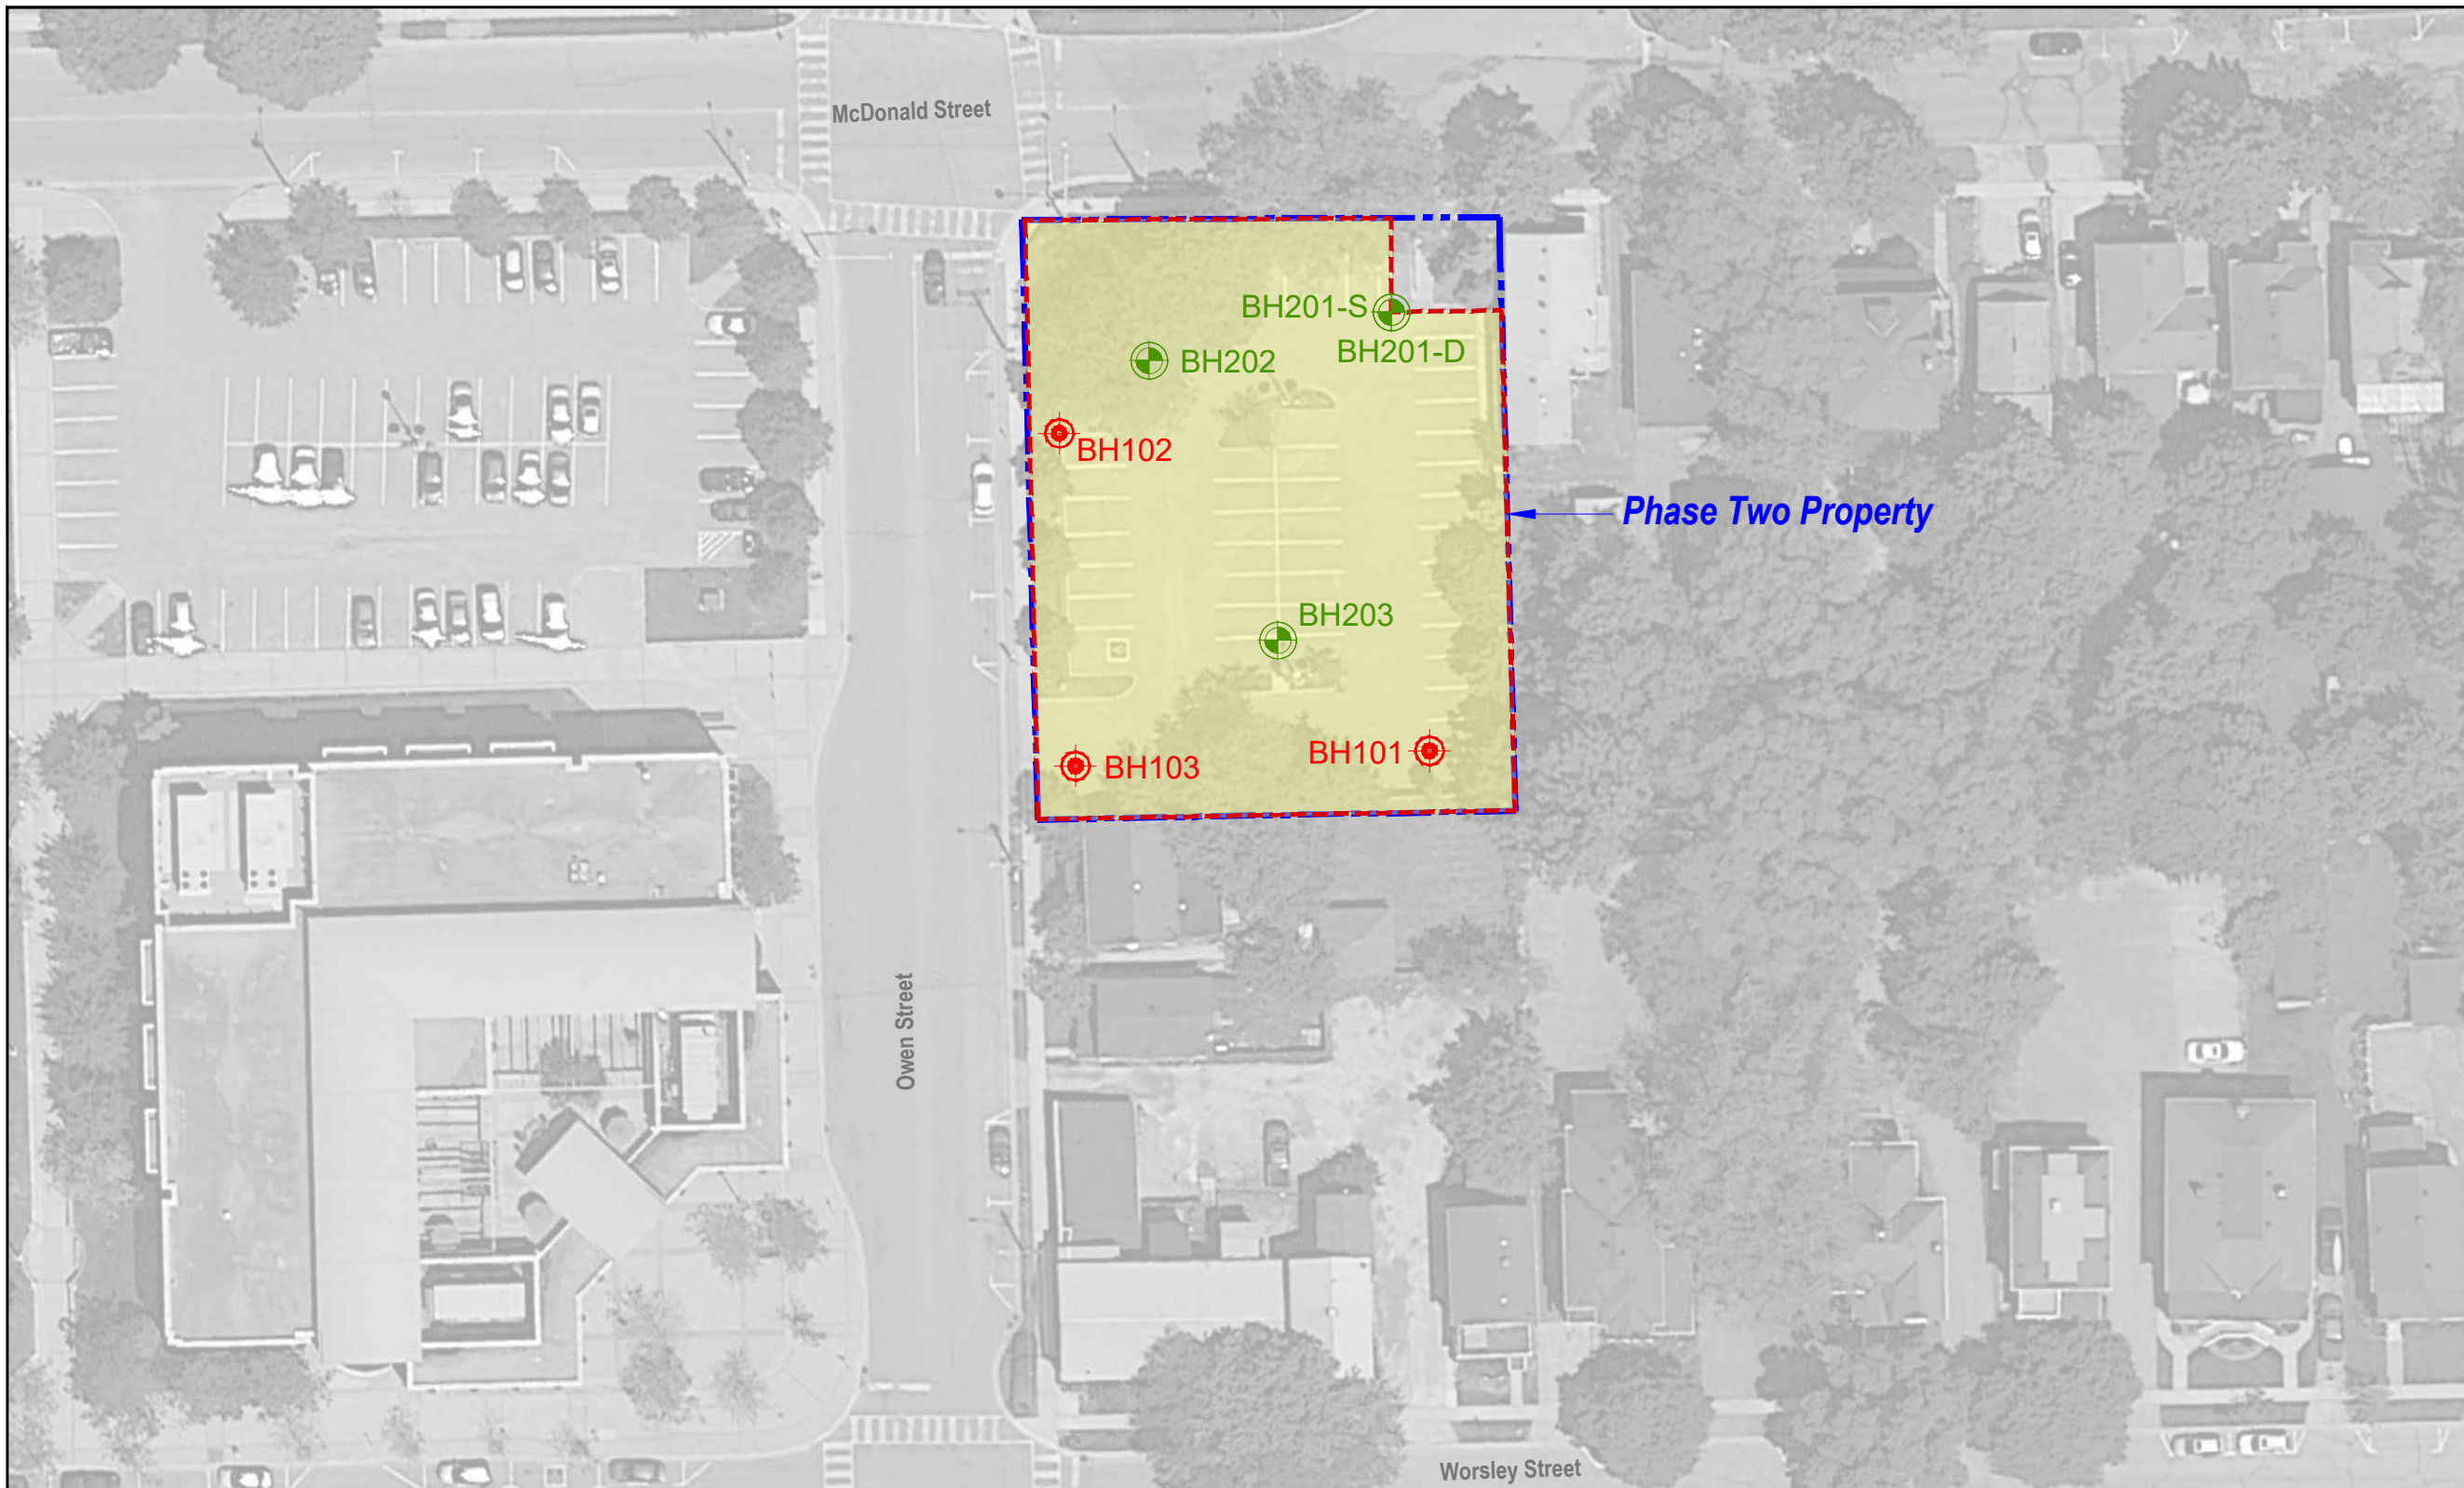 McDonald Street
BH201-S
BH201-D
BH202
BH102
Phase Two Property
BH203
BH101
BH103
Owen Street
Worsley Street